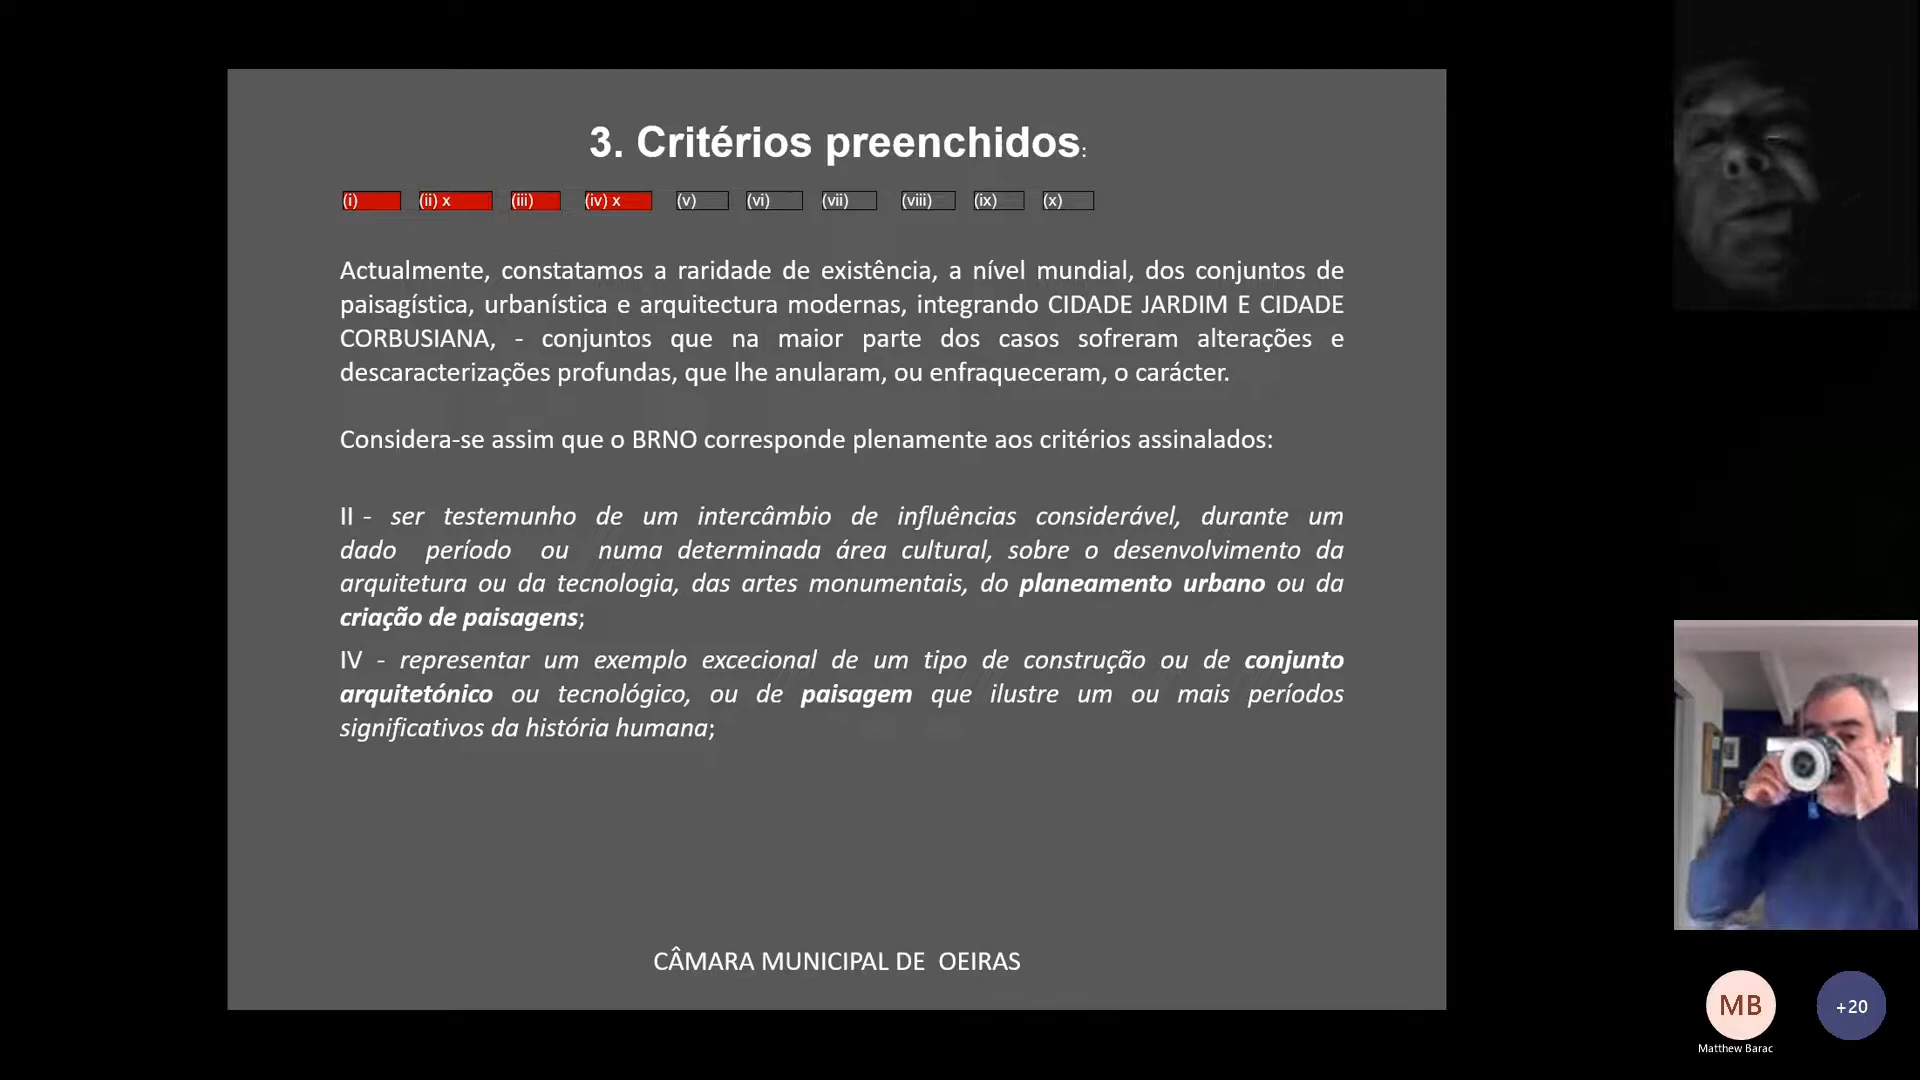 3. Critérios preenchidos:
(i) (ii) x (iii) (iv) x (v) (vi) (vii) (viii) (ix) (x)
Actualmente, constatamos a raridade de existência, a nível mundial, dos conjuntos de
paisagística, urbanística e arquitectura modernas, integrando CIDADE JARDIM E CIDADE
CORBUSIANA, - conjuntos que na maior parte dos casos sofreram alterações e
descaracterizações profundas, que lhe anularam, ou enfraqueceram, o carácter.
Considera-se assim que o BRNO corresponde plenamente aos critérios assinalados:
II - ser testemunho de um intercâmbio de influências considerável, durante um
dado período ou numa determinada área cultural, sobre o desenvolvimento da
arquitetura ou da tecnologia, das artes monumentais, do planeamento urbano ou da
criação de paisagens;
IV - representar um exemplo excecional de um tipo de construção ou de conjunto
arquitetónico ou tecnológico, ou de paisagem que ilustre um ou mais períodos
significativos da história humana;
CÂMARA MUNICIPAL DE OEIRAS
MB
+20
Matthew Barac